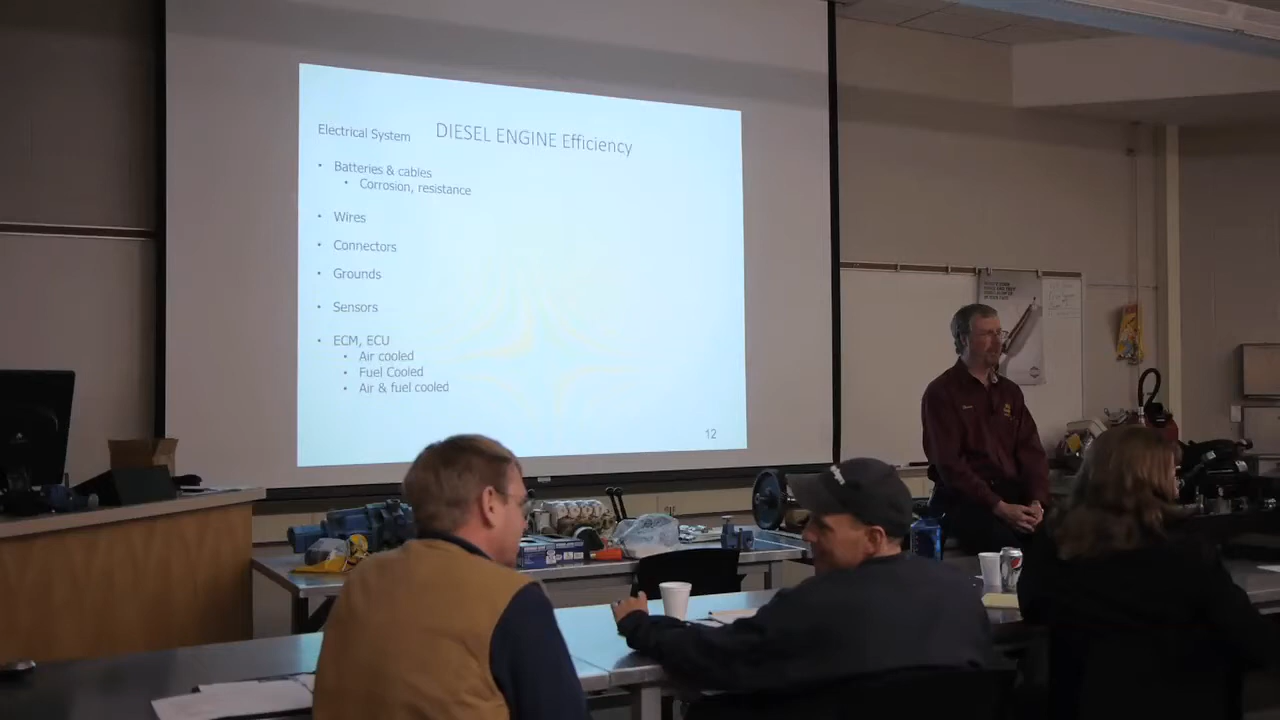 Electrical System
DIESEL ENGINE Efficiency
• Batteries & cables
• Corrosion, resistance
• Wires
• Connectors
• Grounds
• Sensors
• ECM, ECU
• Air cooled
• Fuel Cooled
• Air & fuel cooled
12